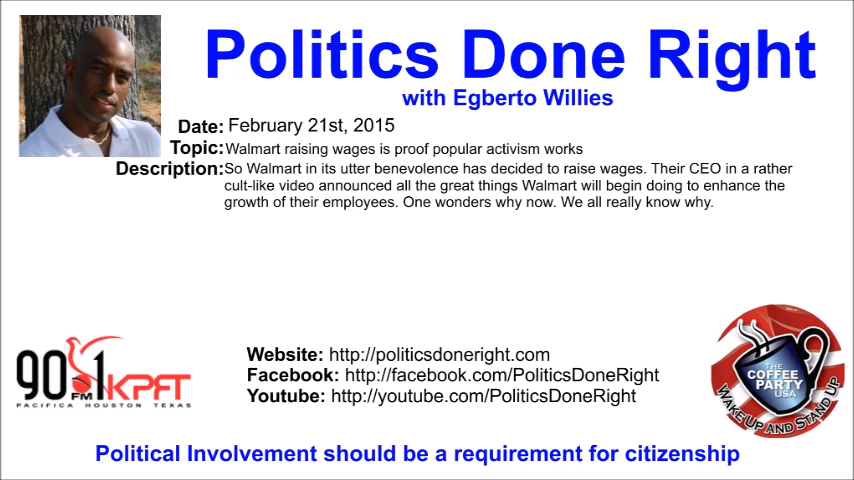 Politics Done Right
with Egberto Willies
Date: February 21st, 2015
Topic: Walmart raising wages is proof popular activism works
Description: So Walmart in its utter benevolence has decided to raise wages. Their CEO in a rather
cult-like video announced all the great things Walmart will begin doing to enhance the
growth of their employees. One wonders why now. We all really know why.
90.1 FM KPFT
PACIFICA HOUSTON TEXAS
Website: http://politicsdoneright.com
Facebook: http://facebook.com/PoliticsDoneRight
Youtube: http://youtube.com/PoliticsDoneRight
THE
COFFEE
PARTY
USA
WAKE UP AND STAND UP
Political Involvement should be a requirement for citizenship